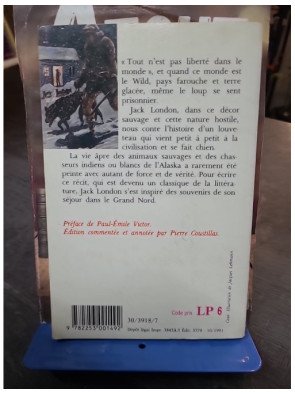 « Tout n'est pas liberté dans le
monde », et quand ce monde est
le Wild, pays farouche et terre
glacée, même le loup se sent
prisonnier.
Jack London, dans ce décor
sauvage et cette nature hostile,
nous conte l'histoire d'un louve-
teau qui vient petit à petit à la
civilisation et se fait chien.
La vie âpre des animaux sauvages et des chas-
seurs indiens ou blancs de l'Alaska a rarement été
peinte avec autant de force et de vérité. Pour écrire
ce récit, qui est devenu un classique de la littéra-
ture, Jack London s'est inspiré des souvenirs de son
séjour dans le Grand Nord.
Préface de Paul-Émile Victor.
Édition commentée et annotée par Pierre Coustillas.
30/3918/7
Code prix LP 6
9 782253 001492